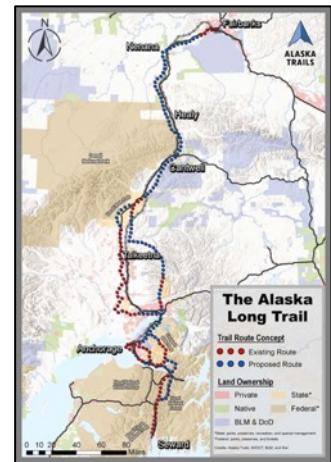 N
ALASKA
TRAILS
Fairbanks
Nenana
Healy
Cantwell
Talkeetna
Anchorage
Seward
The Alaska
Long Trail
Trail Route Concept
Existing Route
Proposed Route
Land Ownership
Private
State*
Native
Federal*
BLM & DoD
0 10 20 40 60 80
Miles